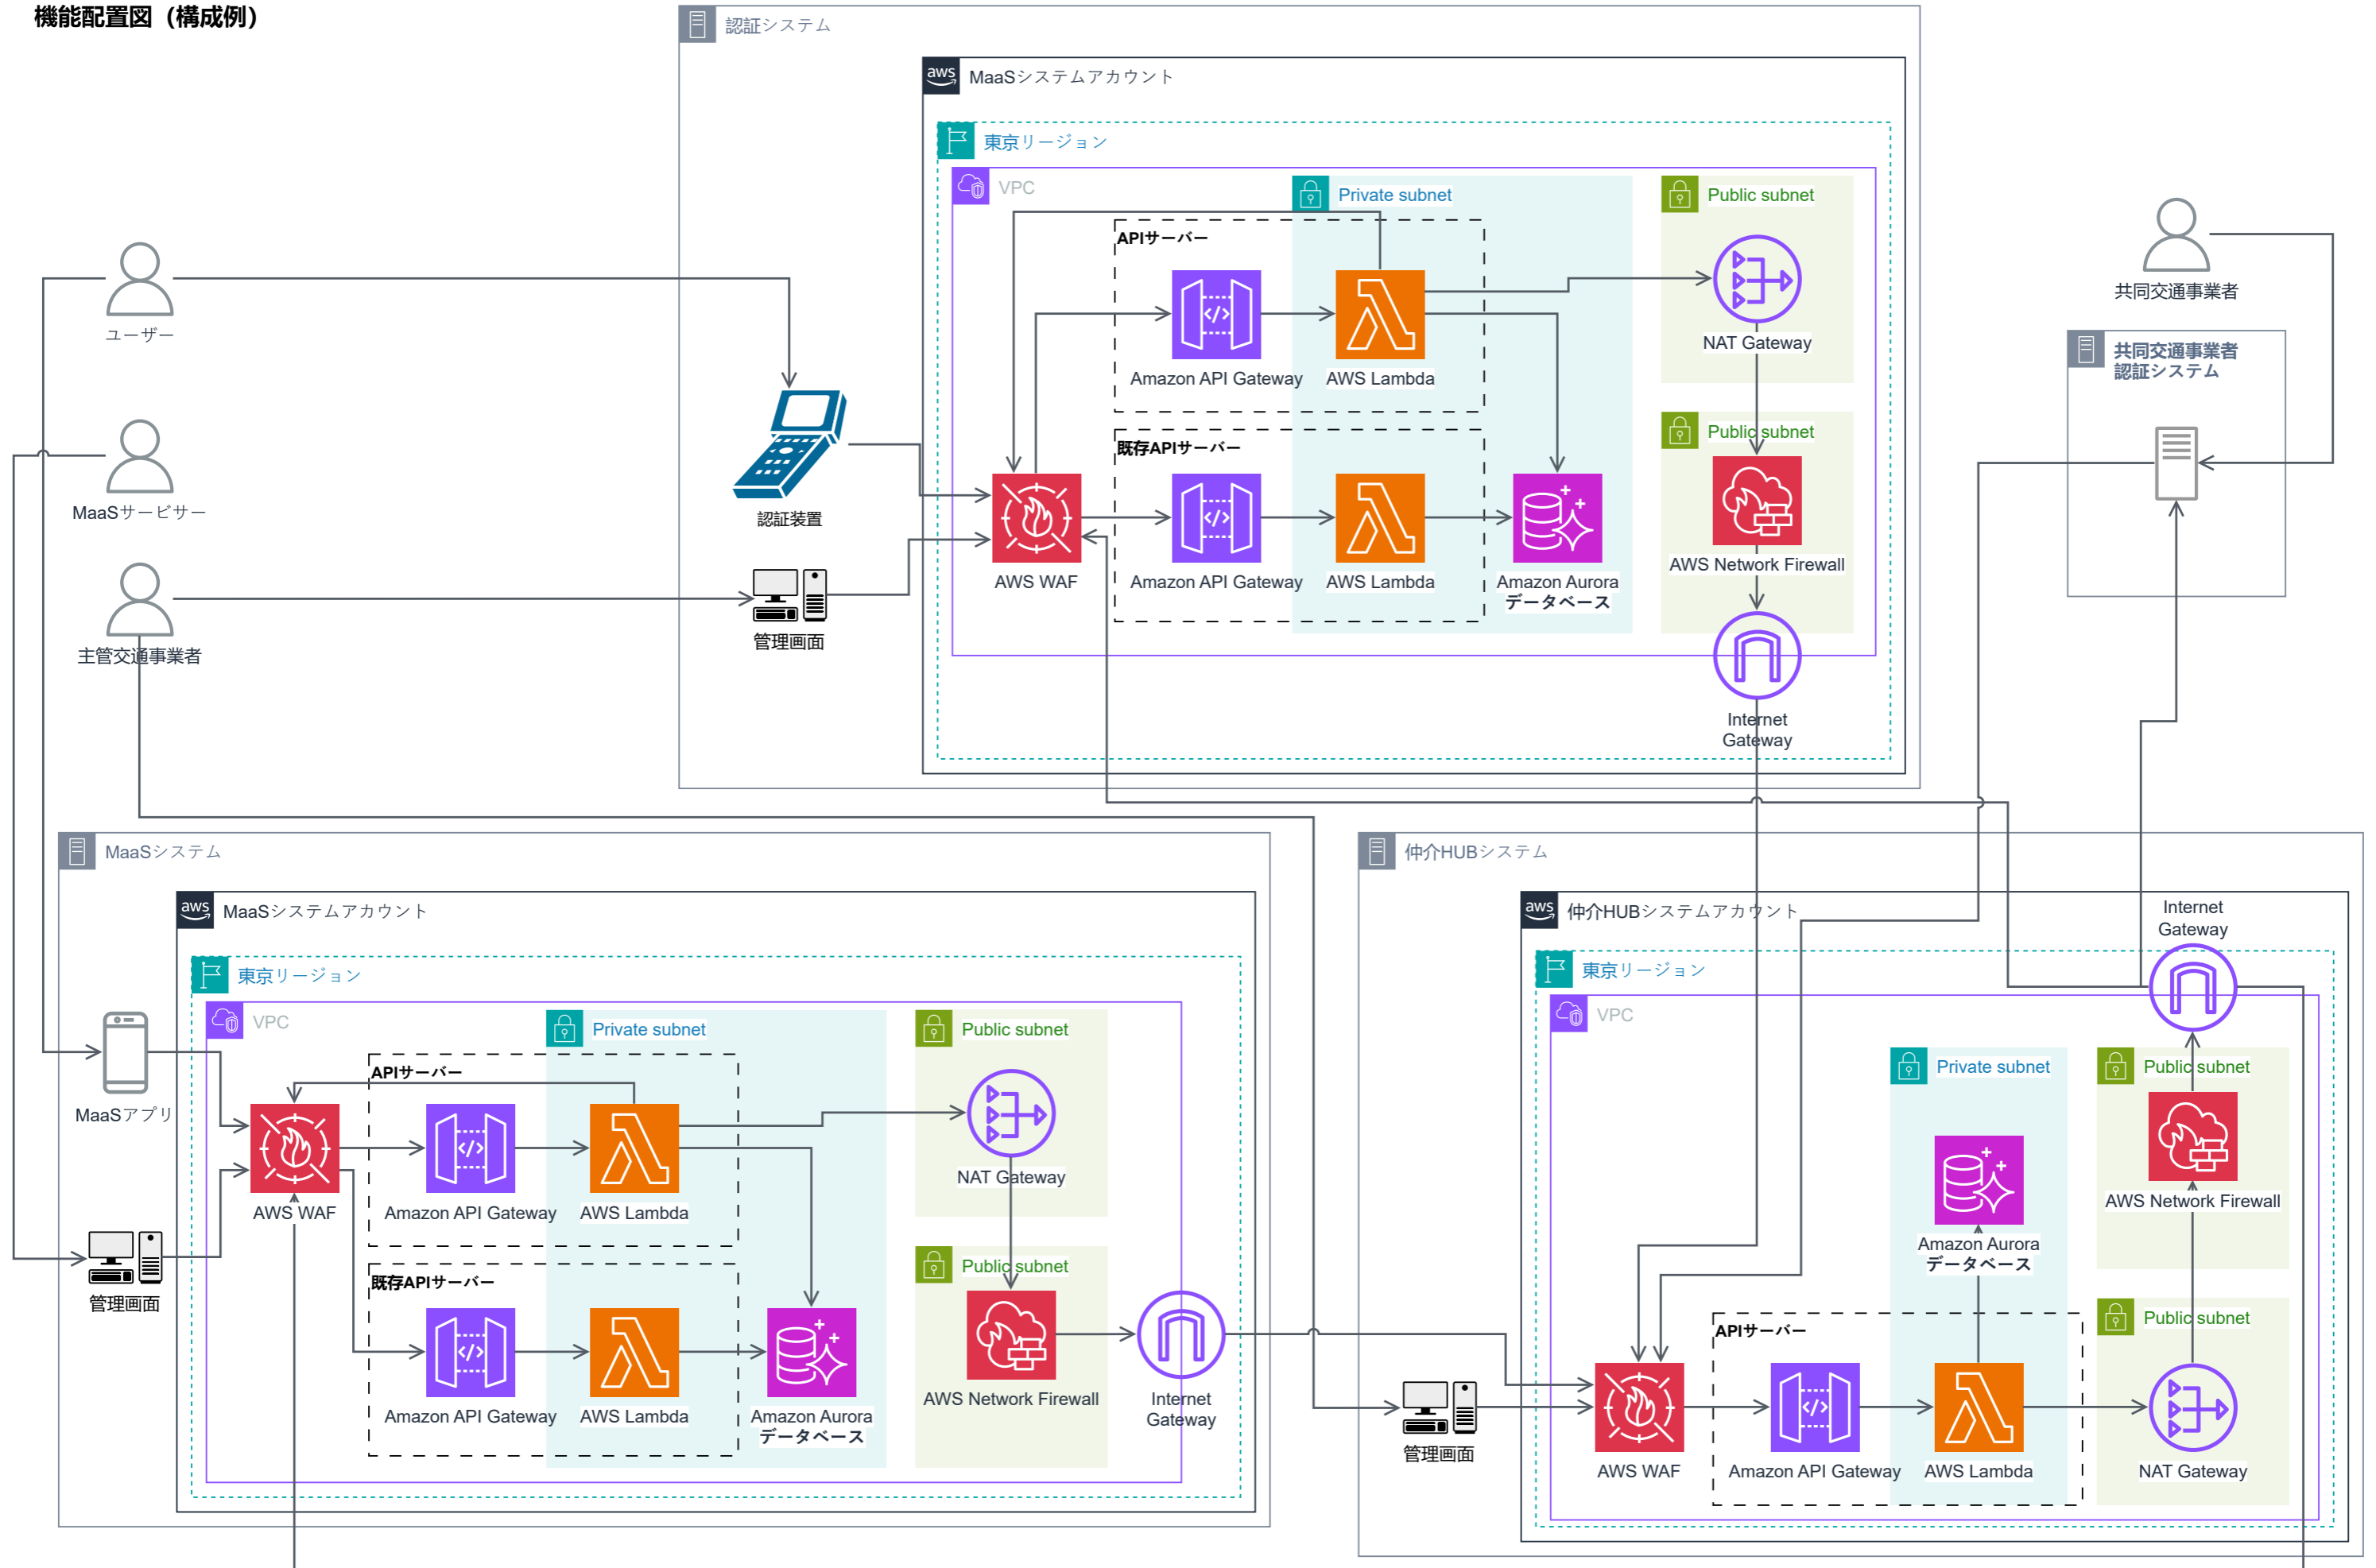 機能配置図（構成例）
認証システム
aws
MaaSシステムアカウント
東京リージョン
VPC
Private subnet
Public subnet
APIサーバー
Amazon API Gateway
AWS Lambda
NAT Gateway
Public subnet
既存APIサーバー
AWS WAF
Amazon API Gateway
AWS Lambda
Amazon Aurora
データベース
AWS Network Firewall
Internet
Gateway
ユーザー
MaaSサービサー
主管交通事業者
認証装置
管理画面
共同交通事業者
共同交通事業者
認証システム
MaaSシステム
aws
MaaSシステムアカウント
東京リージョン
VPC
Private subnet
Public subnet
MaaSアプリ
管理画面
APIサーバー
AWS WAF
Amazon API Gateway
AWS Lambda
NAT Gateway
Public subnet
既存APIサーバー
Amazon API Gateway
AWS Lambda
Amazon Aurora
データベース
AWS Network Firewall
Internet
Gateway
仲介HUBシステム
aws
仲介HUBシステムアカウント
Internet
Gateway
東京リージョン
VPC
Private subnet
Public subnet
AWS Network Firewall
Amazon Aurora
データベース
Public subnet
APIサーバー
管理画面
AWS WAF
Amazon API Gateway
AWS Lambda
NAT Gateway